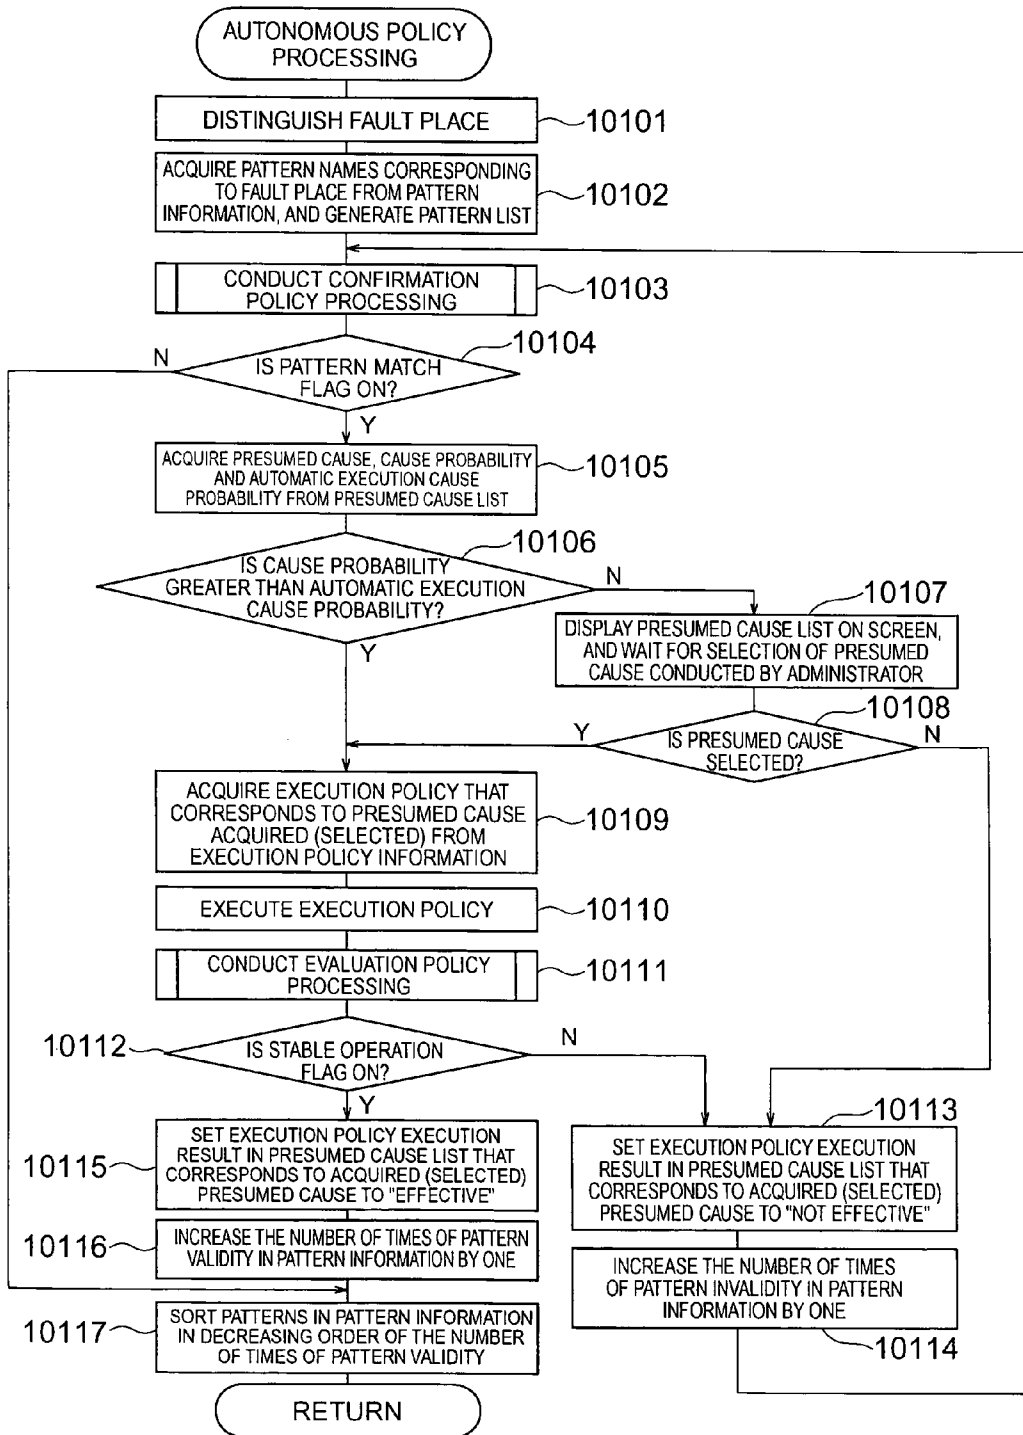 AUTONOMOUS POLICY
PROCESSING
DISTINGUISH FAULT PLACE
10101
ACQUIRE PATTERN NAMES CORRESPONDING
TO FAULT PLACE FROM PATTERN
INFORMATION, AND GENERATE PATTERN LIST
10102
CONDUCT CONFIRMATION
POLICY PROCESSING
10103
10104
N
IS PATTERN MATCH
FLAG ON?
Y
ACQUIRE PRESUMED CAUSE, CAUSE PROBABILITY
AND AUTOMATIC EXECUTION CAUSE
PROBABILITY FROM PRESUMED CAUSE LIST
10105
10106
IS CAUSE PROBABILITY
GREATER THAN AUTOMATIC EXECUTION
CAUSE PROBABILITY?
N
Y
10107
DISPLAY PRESUMED CAUSE LIST ON SCREEN,
AND WAIT FOR SELECTION OF PRESUMED
CAUSE CONDUCTED BY ADMINISTRATOR
10108
Y
IS PRESUMED CAUSE
SELECTED?
N
ACQUIRE EXECUTION POLICY THAT
CORRESPONDS TO PRESUMED CAUSE
ACQUIRED (SELECTED) FROM
EXECUTION POLICY INFORMATION
10109
EXECUTE EXECUTION POLICY
10110
CONDUCT EVALUATION POLICY
PROCESSING
10111
10112
IS STABLE OPERATION
FLAG ON?
N
Y
10113
SET EXECUTION POLICY EXECUTION
RESULT IN PRESUMED CAUSE LIST THAT
CORRESPONDS TO ACQUIRED (SELECTED)
PRESUMED CAUSE TO "NOT EFFECTIVE"
INCREASE THE NUMBER OF TIMES
OF PATTERN INVALIDITY IN PATTERN
INFORMATION BY ONE
10114
10115
SET EXECUTION POLICY EXECUTION
RESULT IN PRESUMED CAUSE LIST THAT
CORRESPONDS TO ACQUIRED (SELECTED)
PRESUMED CAUSE TO "EFFECTIVE"
10116
INCREASE THE NUMBER OF TIMES OF PATTERN
VALIDITY IN PATTERN INFORMATION BY ONE
10117
SORT PATTERNS IN PATTERN INFORMATION
IN DECREASING ORDER OF THE NUMBER
OF TIMES OF PATTERN VALIDITY
RETURN